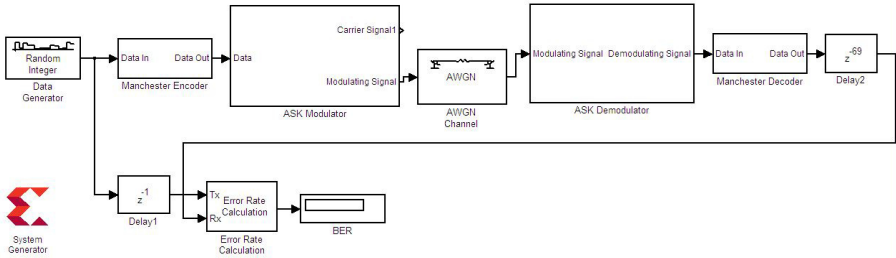 Random
Integer
Data
Generator
Data In
Data Out
Manchester Encoder
Carrier Signal1
Data
Modulating Signal
ASK Modulator
AWGN
AWGN
Channel
Modulating Signal
Demodulating Signal
ASK Demodulator
Data In
Data Out
Manchester Decoder
z-69
Delay2
z-1
Delay1
Tx
Rx
Error Rate
Calculation
Error Rate
Calculation
BER
System
Generator